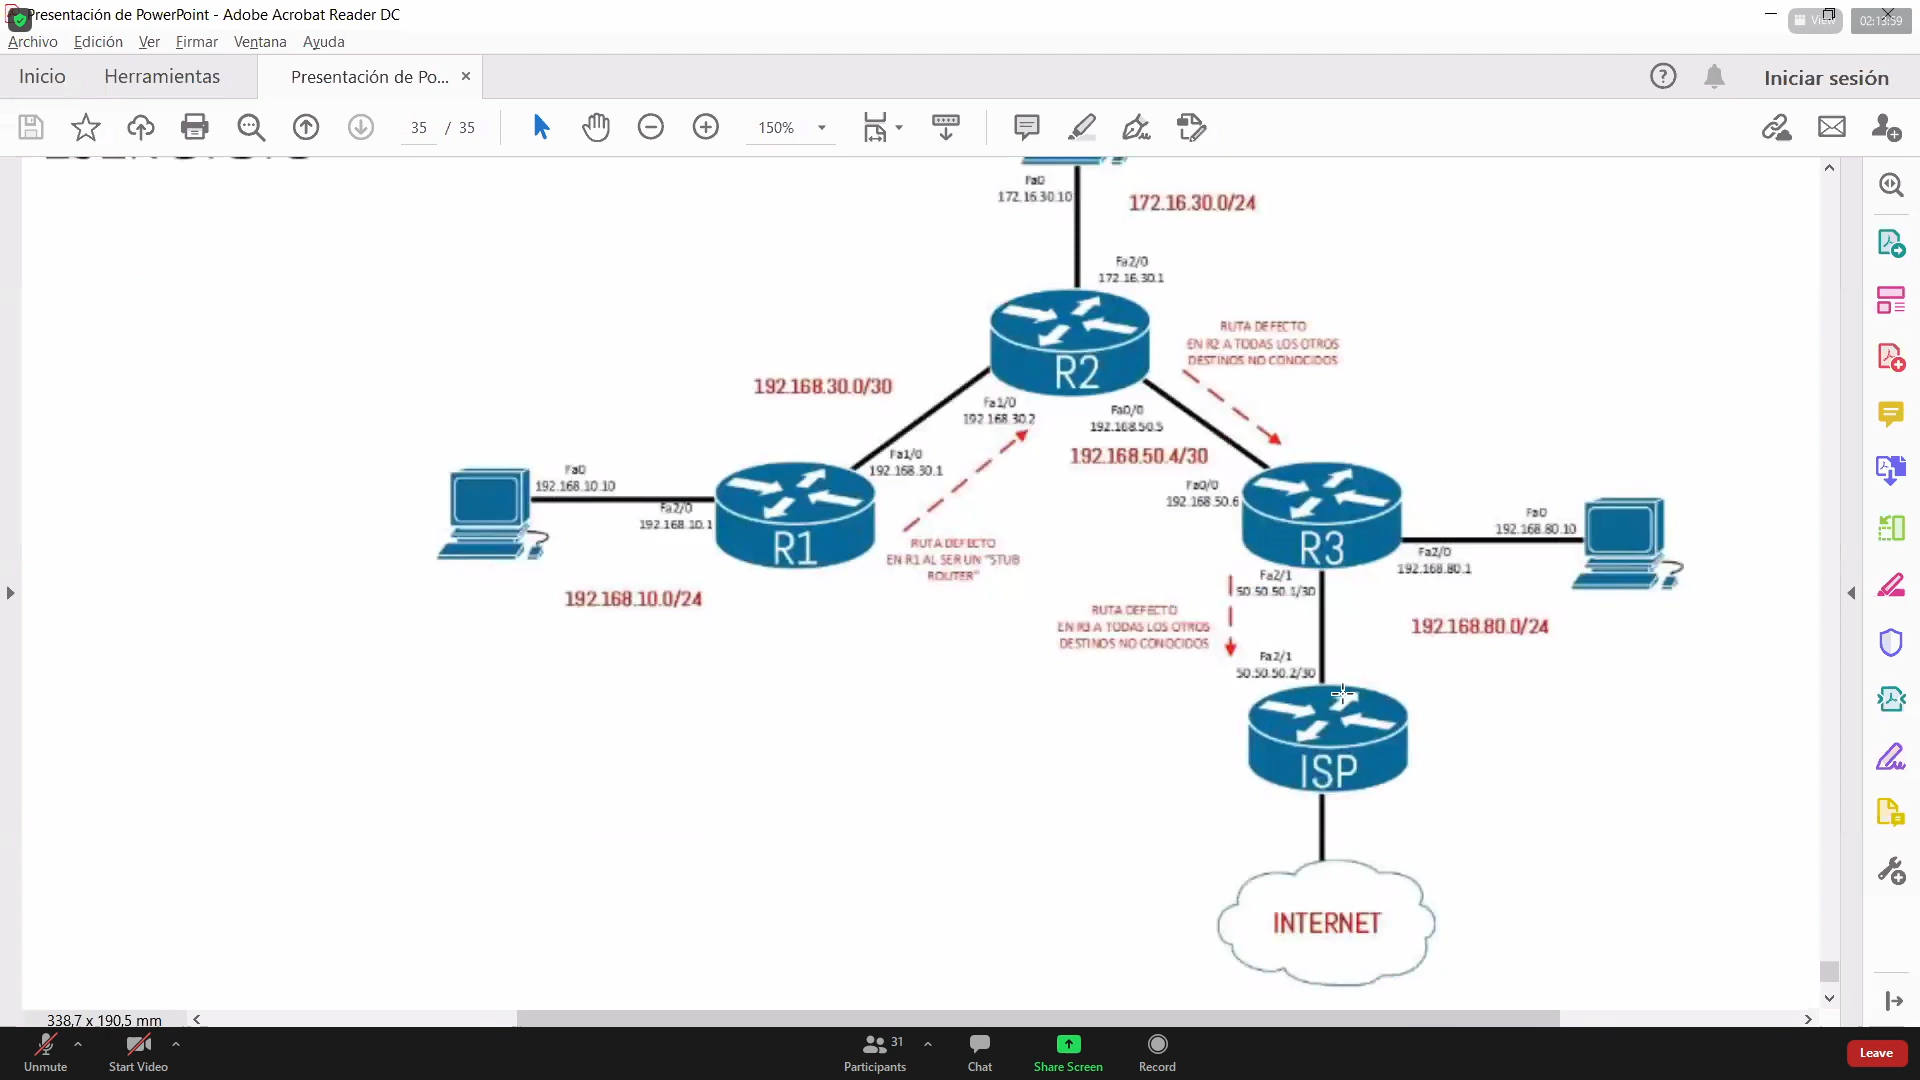 Presentación de PowerPoint - Adobe Acrobat Reader DC
View
02:13:59
Archivo Edición Ver Firmar Ventana Ayuda
Inicio Herramientas Presentación de Po... × Iniciar sesión
35 / 35 150%
Fa0
172.16.30.10
172.16.30.0/24
Fa2/0
172.16.30.1
R2
RUTA DEFECTO
EN R2 A TODAS LOS OTROS
DESTINOS NO CONOCIDOS
192.168.30.0/30
Fa1/0
192.168.30.2
Fa0/0
192.168.50.5
192.168.50.4/30
Fa1/0
192.168.30.1
Fa0
192.168.10.10
Fa2/0
192.168.10.1
R1
Fa0/0
192.168.50.6
R3
Fa0
192.168.80.10
Fa2/0
192.168.80.1
RUTA DEFECTO
EN R1 AL SER UN "STUB
ROUTER"
192.168.10.0/24
Fa2/1
50.50.50.1/30
RUTA DEFECTO
EN R3 A TODAS LOS OTROS
DESTINOS NO CONOCIDOS
192.168.80.0/24
Fa2/1
50.50.50.2/30
ISP
INTERNET
338,7 x 190,5 mm
Unmute
Start Video
31
Participants
Chat
Share Screen
Record
Leave